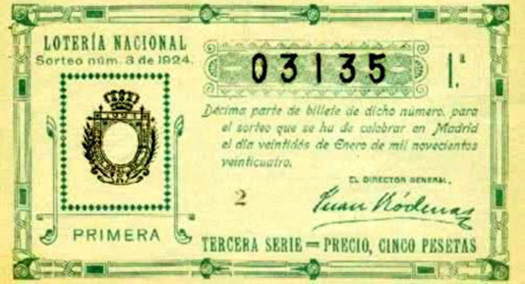 LOTERÍA NACIONAL
Sorteo núm. 3 de 1924.
03135
1.ª
Décima parte de billete de dicho número, para
el sorteo que se ha de celebrar en Madrid
el día veintidós de Enero de mil novecientos
veinticuatro.
EL DIRECTOR GENERAL,
2
Juan Ródenas
PRIMERA
TERCERA SERIE = PRECIO, CINCO PESETAS